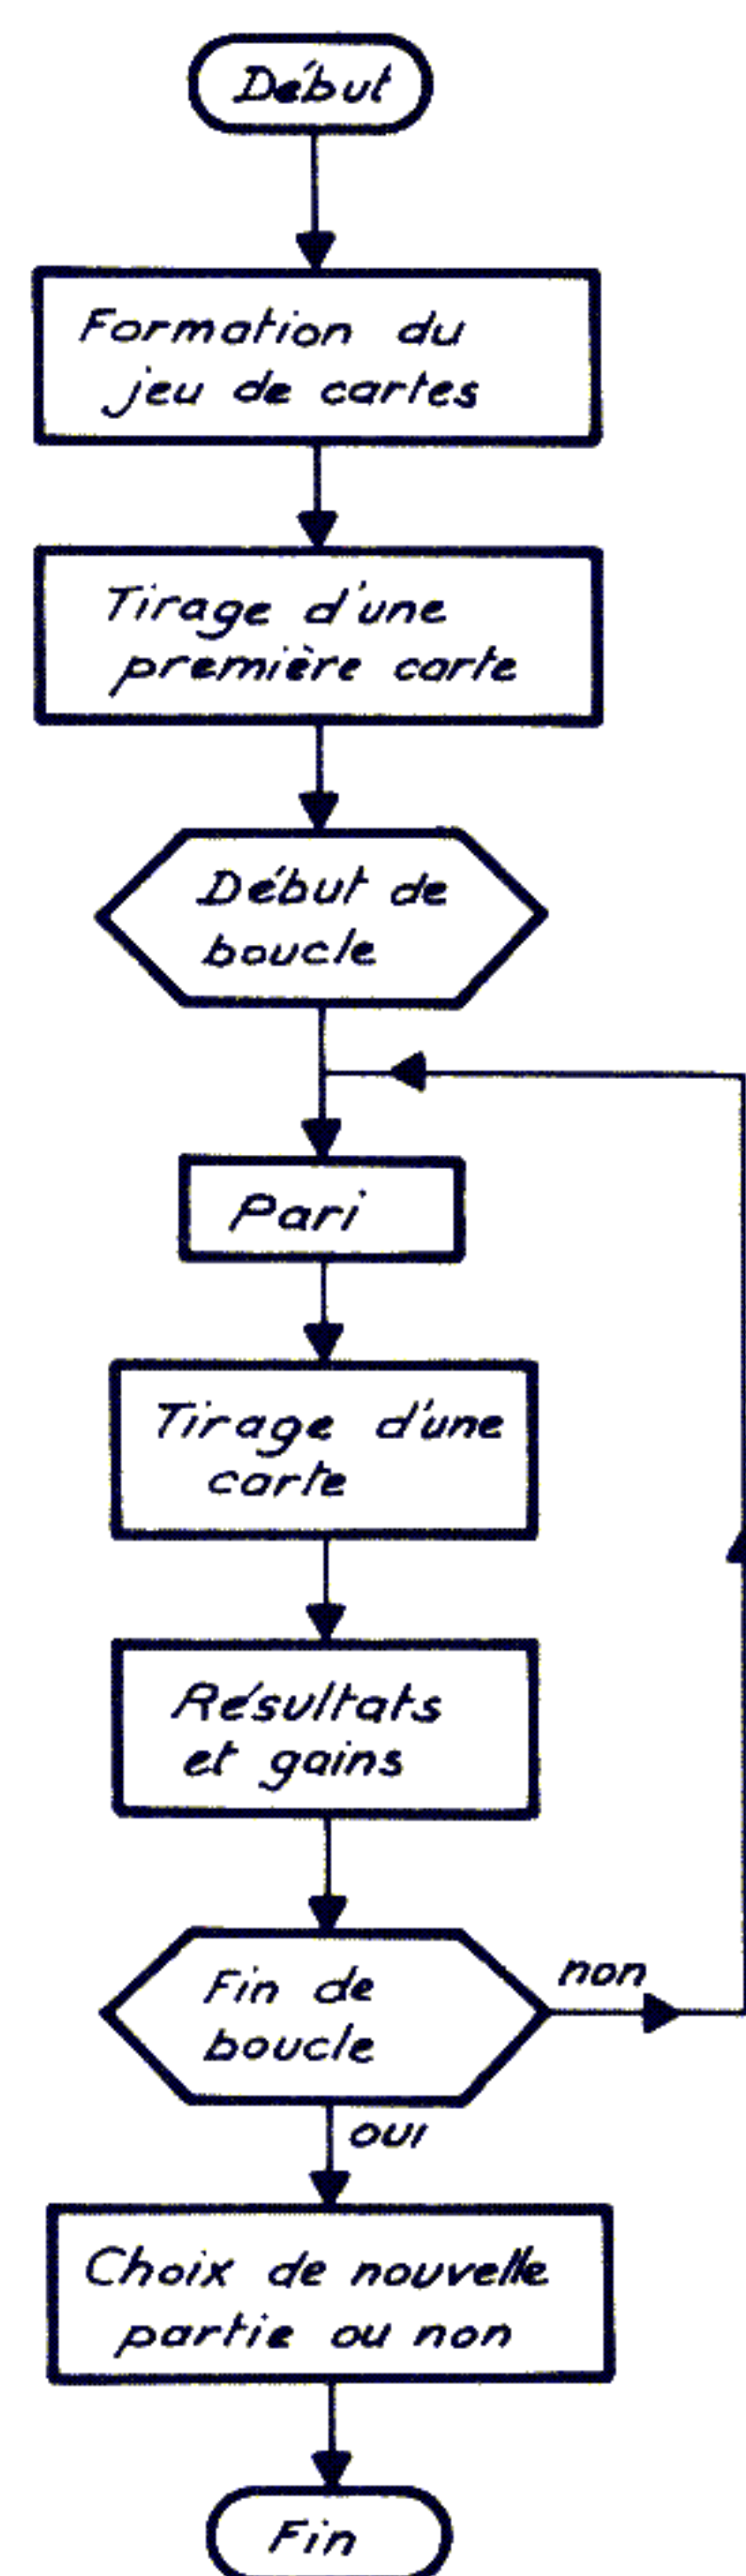 Début
Formation du
jeu de cartes
Tirage d'une
première carte
Début de
boucle
Pari
Tirage d'une
carte
Résultats
et gains
Fin de
boucle
non
oui
Choix de nouvelle
partie ou non
Fin